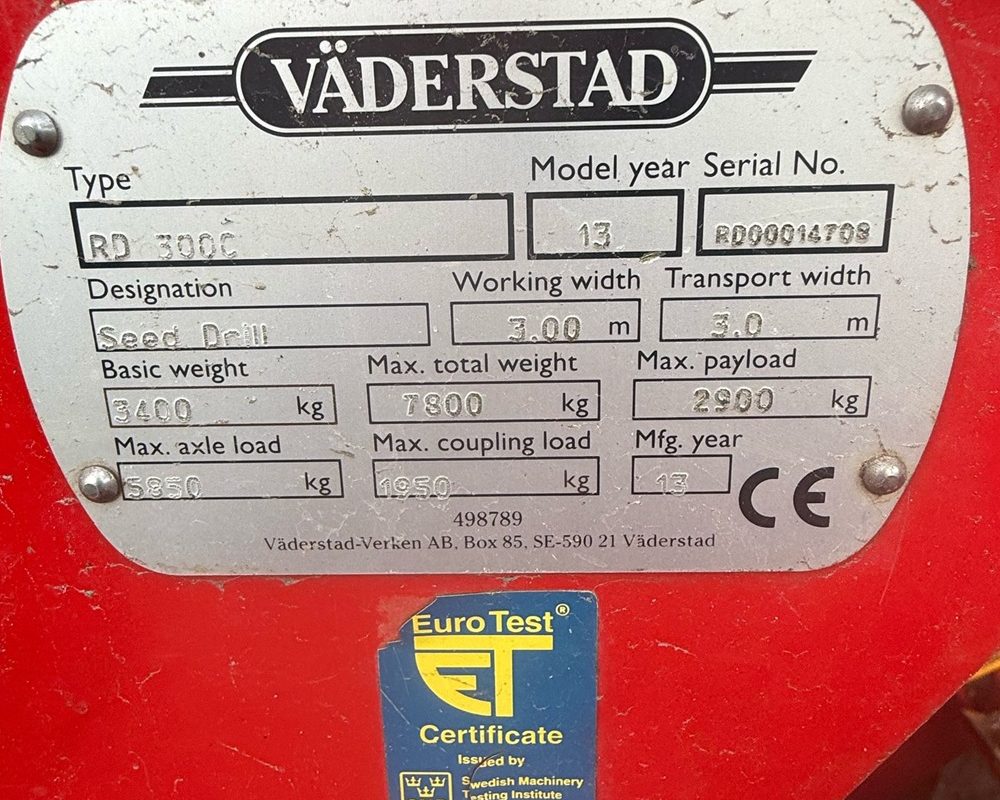 VÄDERSTAD
Type Model year Serial No.
RD 300C 13 RD00014708
Designation Working width Transport width
Seed Drill 3.00 m 3.0 m
Basic weight Max. total weight Max. payload
3400 kg 7800 kg 2900 kg
Max. axle load Max. coupling load Mfg. year
5850 kg 1950 kg 13 CE
498789
Väderstad-Verken AB, Box 85, SE-590 21 Väderstad
Euro Test®
ET
Certificate
Issued by
Swedish Machinery
Testing Institute